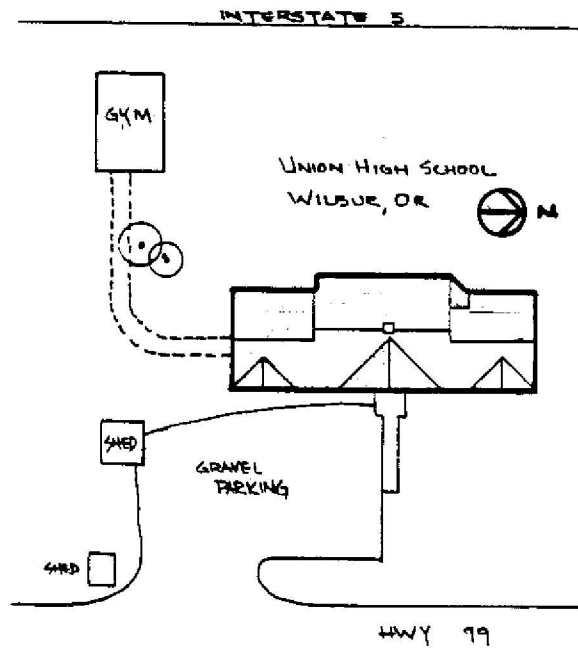 INTERSTATE 5
GYM
UNION HIGH SCHOOL
WILBUR, OR
N
SHED
GRAVEL
PARKING
SHED
HWY 99